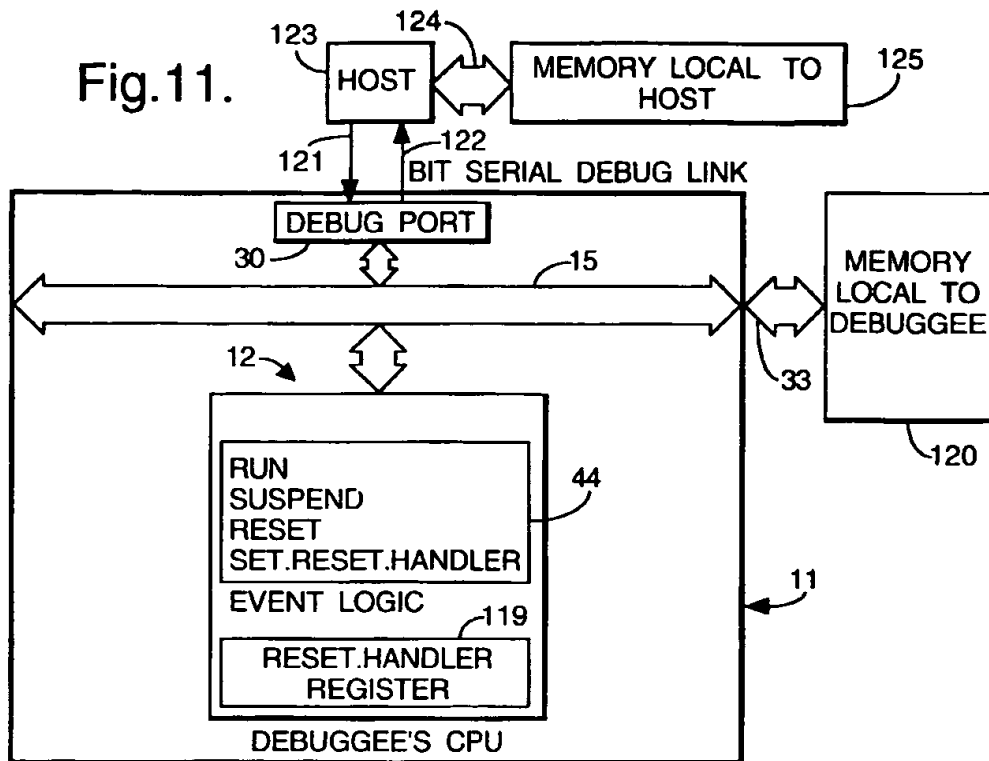 Fig.11.
123
124
HOST
MEMORY LOCAL TO
HOST
125
121
122
BIT SERIAL DEBUG LINK
DEBUG PORT
30
15
MEMORY
LOCAL TO
DEBUGGEE
33
120
12
RUN
SUSPEND
RESET
SET.RESET.HANDLER
44
EVENT LOGIC
119
RESET.HANDLER
REGISTER
11
DEBUGGEE'S CPU